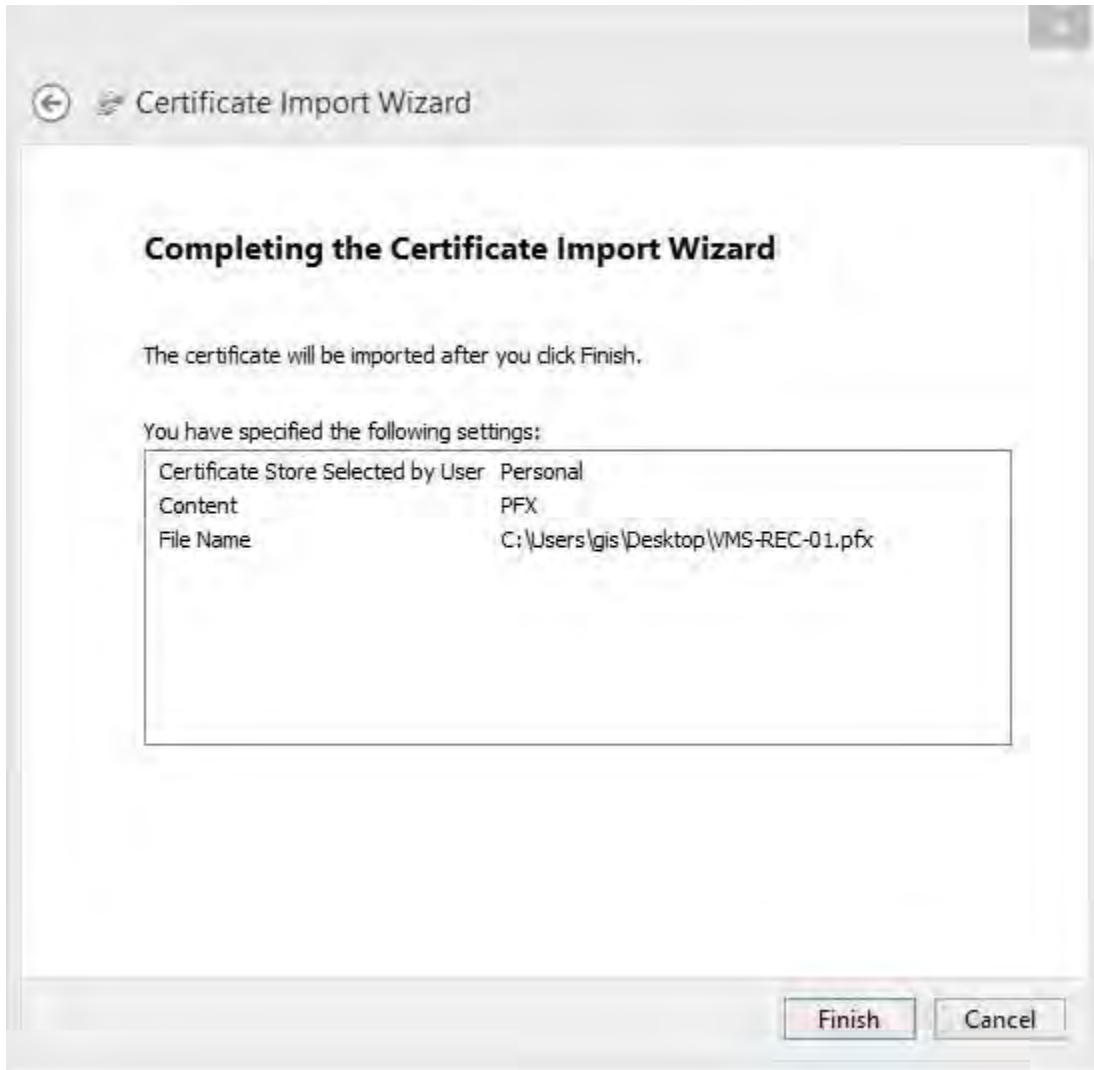 Certificate Import Wizard
Completing the Certificate Import Wizard
The certificate will be imported after you click Finish.
You have specified the following settings:
Certificate Store Selected by User Personal
Content PFX
File Name C:\Users\gis\Desktop\VMS-REC-01.pfx
Finish Cancel